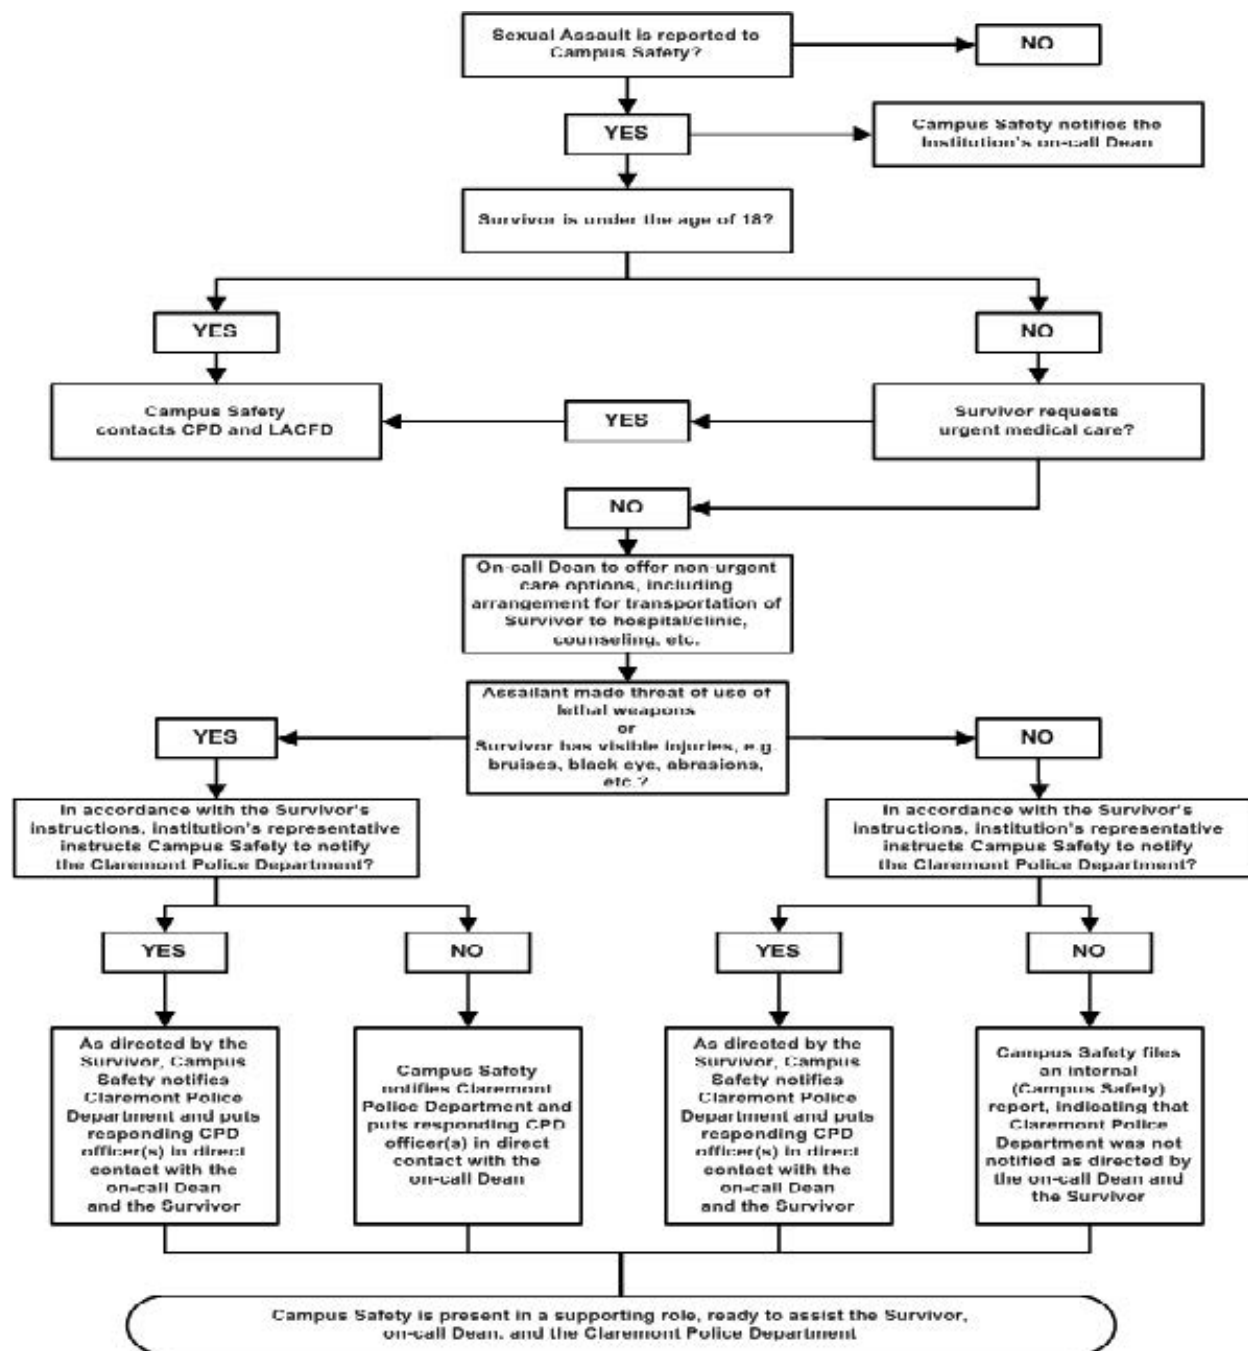 Sexual Assault is reported to
Campus Safety?
NO
YES
Campus Safety notifies the
Institution's on-call Dean
Survivor is under the age of 18?
YES
NO
Campus Safety
contacts CPD and LACFD
YES
Survivor requests
urgent medical care?
NO
On-call Dean to offer non-urgent
care options, including
arrangement for transportation of
Survivor to hospital/clinic,
counseling, etc.
Assailant made threat of use of
lethal weapons
or
Survivor has visible injuries, e.g.
bruises, black eye, abrasions,
etc.?
YES
NO
In accordance with the Survivor's
instructions, Institution's representative
instructs Campus Safety to notify
the Claremont Police Department?
In accordance with the Survivor's
instructions, Institution's representative
instructs Campus Safety to notify
the Claremont Police Department?
YES
NO
YES
NO
As directed by the
Survivor, Campus
Safety notifies
Claremont Police
Department and puts
responding CPD
officer(s) in direct
contact with the
on-call Dean
and the Survivor
Campus Safety
notifies Claremont
Police Department and
puts responding CPD
officer(s) in direct
contact with the
on-call Dean
As directed by the
Survivor, Campus
Safety notifies
Claremont Police
Department and puts
responding CPD
officer(s) in direct
contact with the
on-call Dean
and the Survivor
Campus Safety files
an internal
(Campus Safety)
report, indicating that
Claremont Police
Department was not
notified as directed by
the on-call Dean and
the Survivor
Campus Safety is present in a supporting role, ready to assist the Survivor,
on-call Dean, and the Claremont Police Department